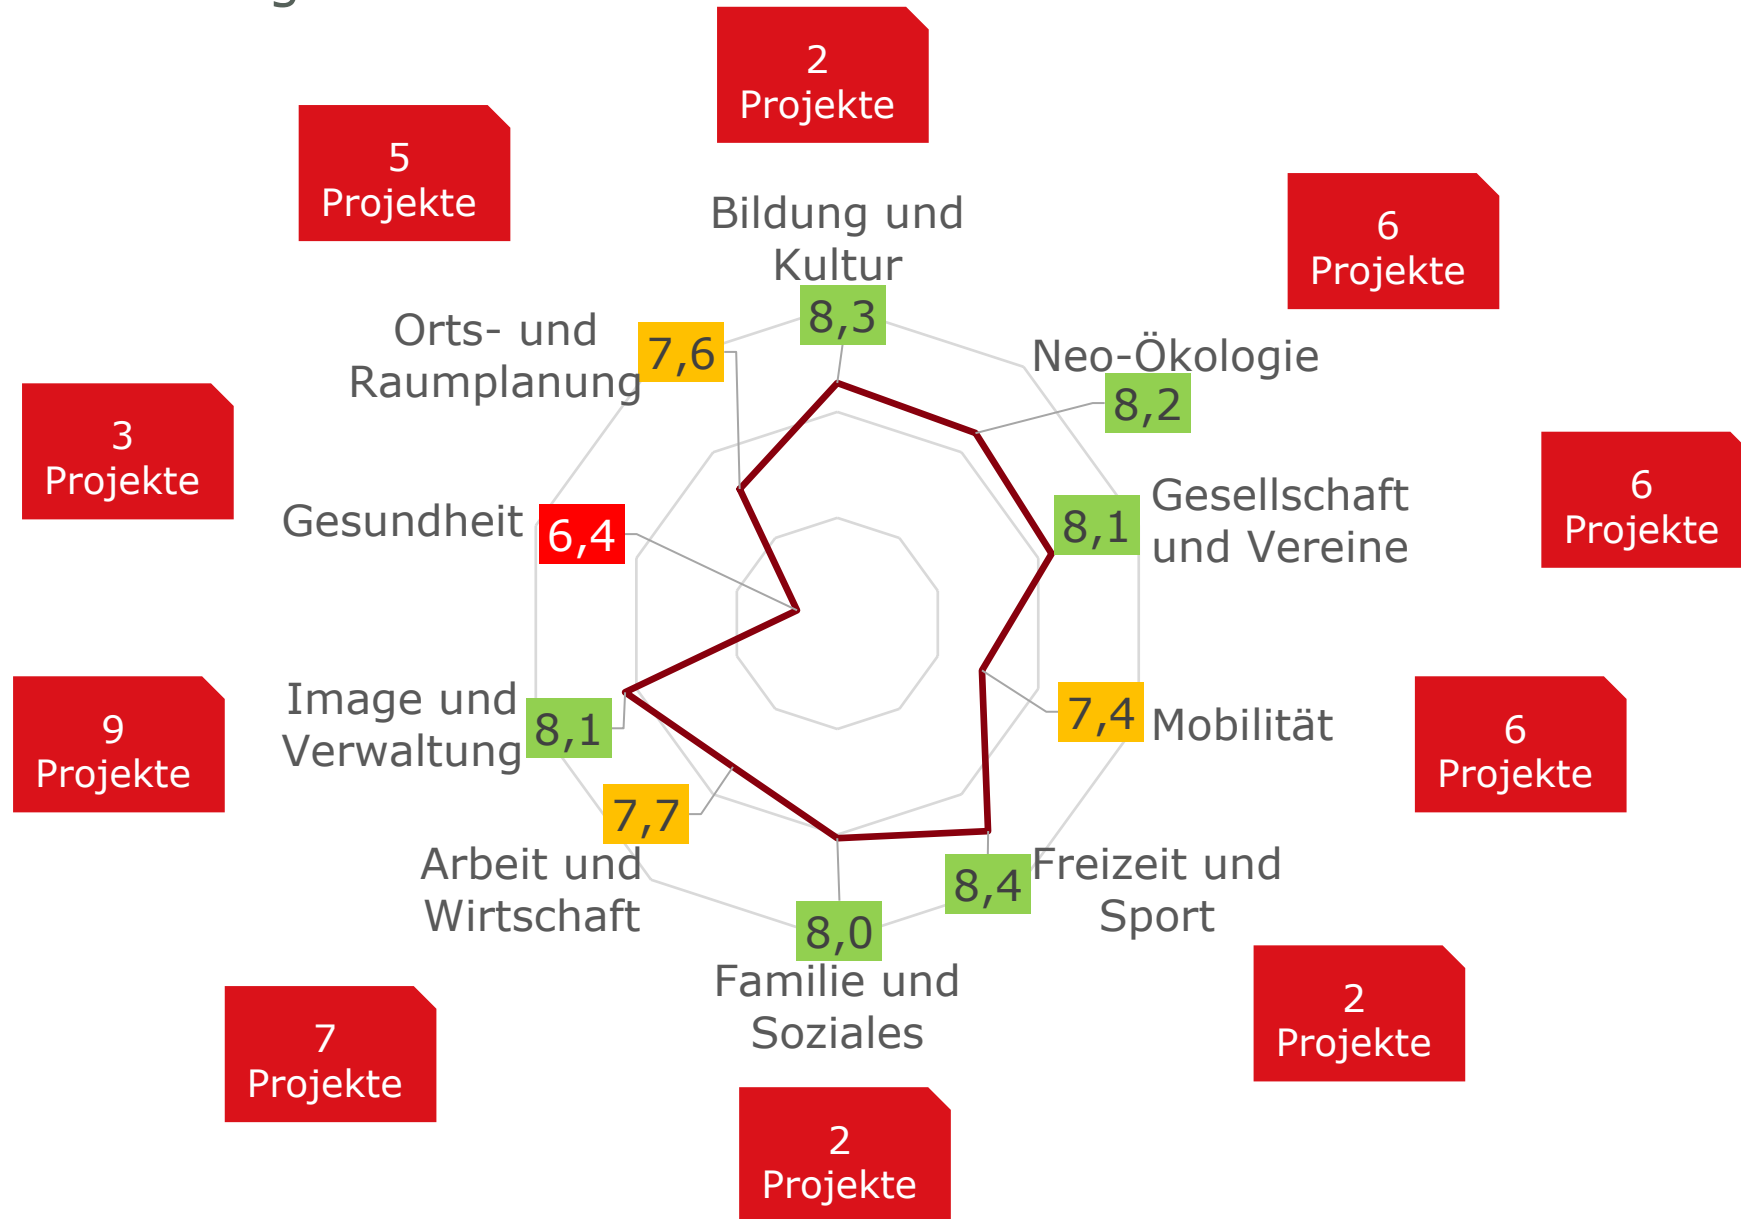 2
Projekte
5
Projekte
6
Projekte
Bildung und
Kultur
8,3
Orts- und
Raumplanung
7,6
Neo-Ökologie
8,2
3
Projekte
6
Projekte
Gesundheit
6,4
Gesellschaft
und Vereine
8,1
9
Projekte
Image und
Verwaltung
8,1
7,4
Mobilität
6
Projekte
7,7
Arbeit und
Wirtschaft
8,4
Freizeit und
Sport
8,0
Familie und
Soziales
2
Projekte
7
Projekte
2
Projekte